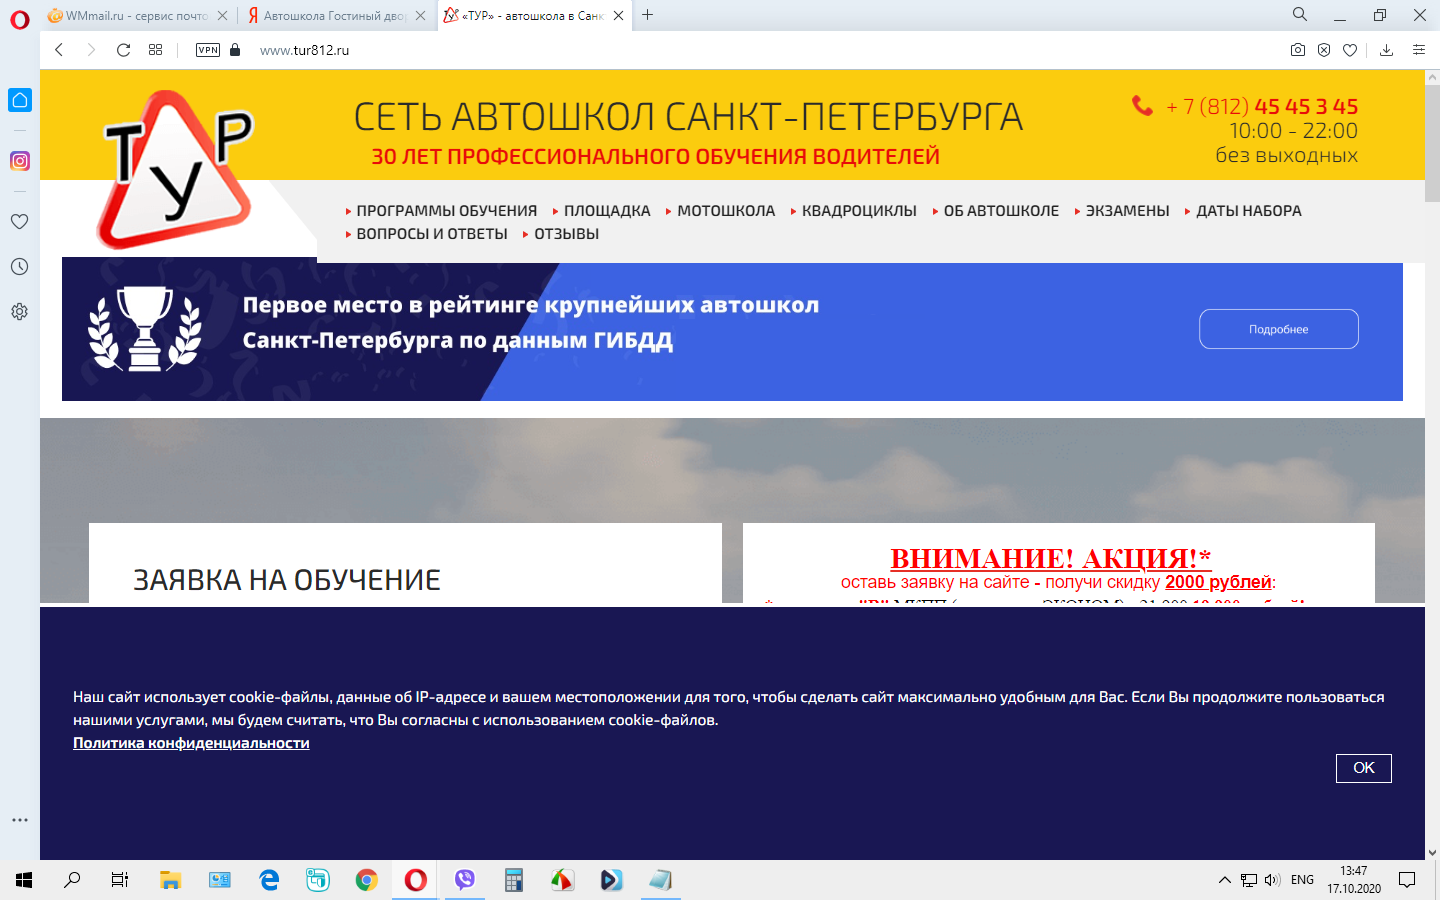 WMmail.ru - сервис почто
Автошкола Гостиный двор
«ТУР» - автошкола в Санк
VPN
www.tur812.ru
ТУР
СЕТЬ АВТОШКОЛ САНКТ-ПЕТЕРБУРГА
30 ЛЕТ ПРОФЕССИОНАЛЬНОГО ОБУЧЕНИЯ ВОДИТЕЛЕЙ
+ 7 (812) 45 45 3 45
10:00 - 22:00
без выходных
ПРОГРАММЫ ОБУЧЕНИЯ ПЛОЩАДКА МОТОШКОЛА КВАДРОЦИКЛЫ ОБ АВТОШКОЛЕ ЭКЗАМЕНЫ ДАТЫ НАБОРА
ВОПРОСЫ И ОТВЕТЫ ОТЗЫВЫ
Первое место в рейтинге крупнейших автошкол
Санкт-Петербурга по данным ГИБДД
Подробнее
ЗАЯВКА НА ОБУЧЕНИЕ
ВНИМАНИЕ! АКЦИЯ!*
оставь заявку на сайте - получи скидку 2000 рублей:
Наш сайт использует cookie-файлы, данные об IP-адресе и вашем местоположении для того, чтобы сделать сайт максимально удобным для Вас. Если Вы продолжите пользоваться
нашими услугами, мы будем считать, что Вы согласны с использованием cookie-файлов.
Политика конфиденциальности
OK
ENG
13:47
17.10.2020